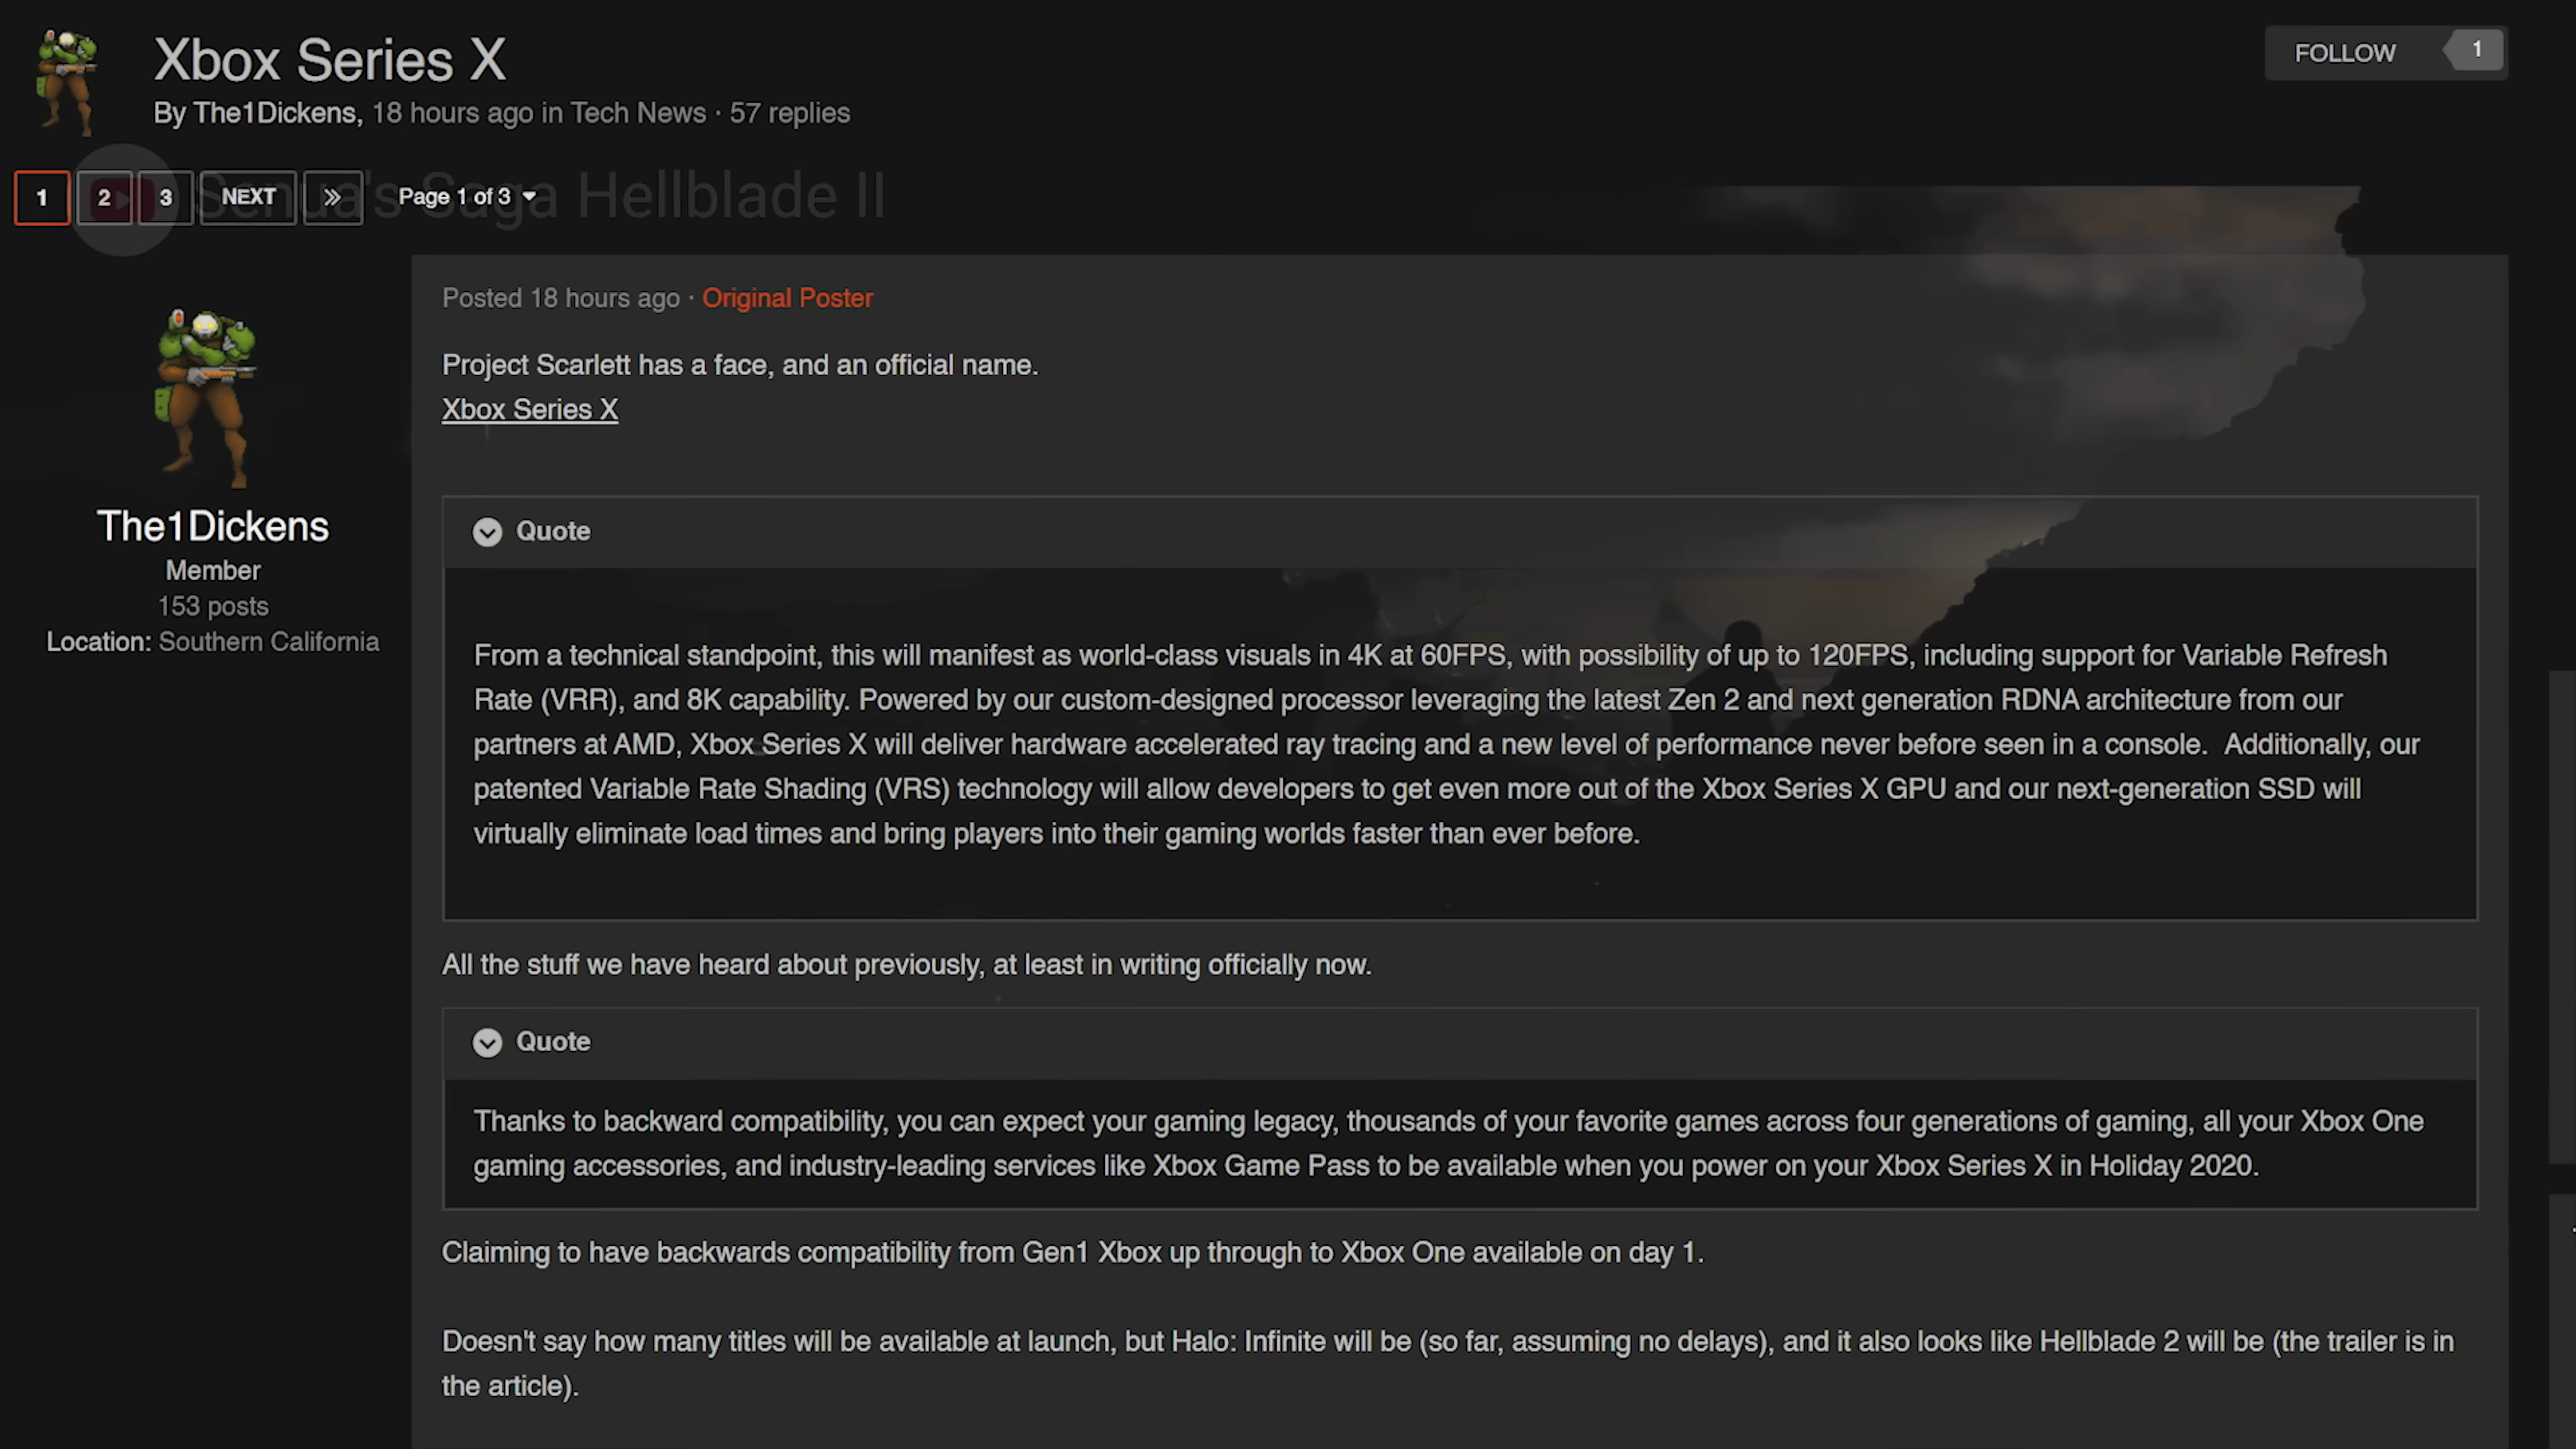 Xbox Series X
FOLLOW 1
By The1Dickens, 18 hours ago in Tech News · 57 replies
1 2 3 NEXT » Page 1 of 3
Senua's Saga Hellblade II
Posted 18 hours ago · Original Poster
Project Scarlett has a face, and an official name.
Xbox Series X
The1Dickens
Member
153 posts
Location: Southern California
Quote
From a technical standpoint, this will manifest as world-class visuals in 4K at 60FPS, with possibility of up to 120FPS, including support for Variable Refresh
Rate (VRR), and 8K capability. Powered by our custom-designed processor leveraging the latest Zen 2 and next generation RDNA architecture from our
partners at AMD, Xbox Series X will deliver hardware accelerated ray tracing and a new level of performance never before seen in a console.  Additionally, our
patented Variable Rate Shading (VRS) technology will allow developers to get even more out of the Xbox Series X GPU and our next-generation SSD will
virtually eliminate load times and bring players into their gaming worlds faster than ever before.
All the stuff we have heard about previously, at least in writing officially now.
Quote
Thanks to backward compatibility, you can expect your gaming legacy, thousands of your favorite games across four generations of gaming, all your Xbox One
gaming accessories, and industry-leading services like Xbox Game Pass to be available when you power on your Xbox Series X in Holiday 2020.
Claiming to have backwards compatibility from Gen1 Xbox up through to Xbox One available on day 1.
Doesn't say how many titles will be available at launch, but Halo: Infinite will be (so far, assuming no delays), and it also looks like Hellblade 2 will be (the trailer is in
the article).